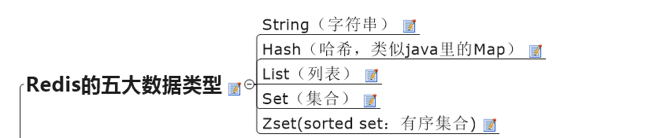 String（字符串）
Hash（哈希，类似java里的Map）
Redis的五大数据类型
List（列表）
Set（集合）
Zset(sorted set：有序集合)